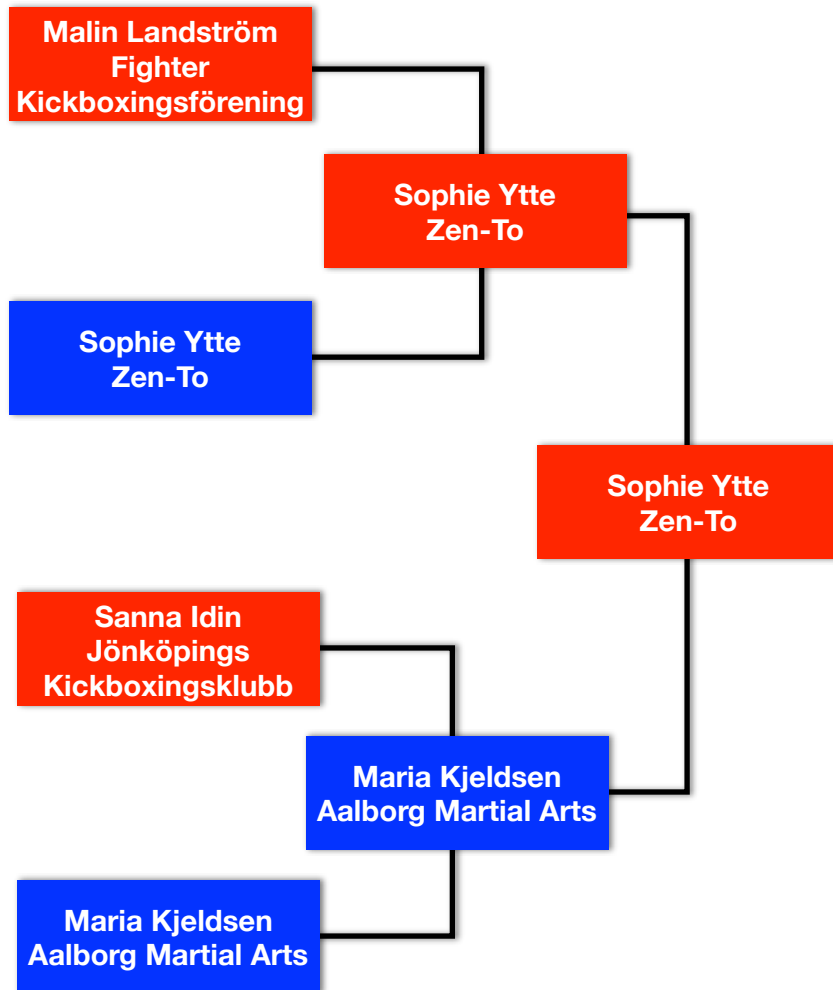 Malin Landström
Fighter
Kickboxingsförening
Sophie Ytte
Zen-To
Sophie Ytte
Zen-To
Sophie Ytte
Zen-To
Sanna Idin
Jönköpings
Kickboxingsklubb
Maria Kjeldsen
Aalborg Martial Arts
Maria Kjeldsen
Aalborg Martial Arts